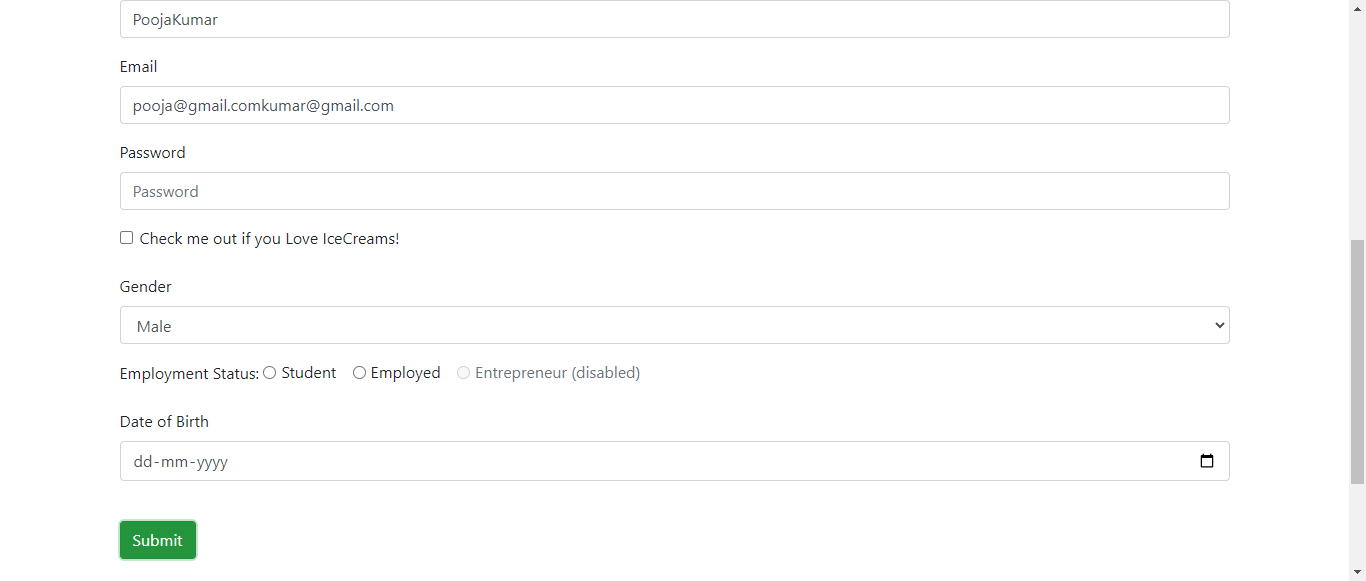 PoojaKumar
Email
pooja@gmail.comkumar@gmail.com
Password
Password
Check me out if you Love IceCreams!
Gender
Male
Employment Status: Student Employed Entrepreneur (disabled)
Date of Birth
dd-mm-yyyy
Submit